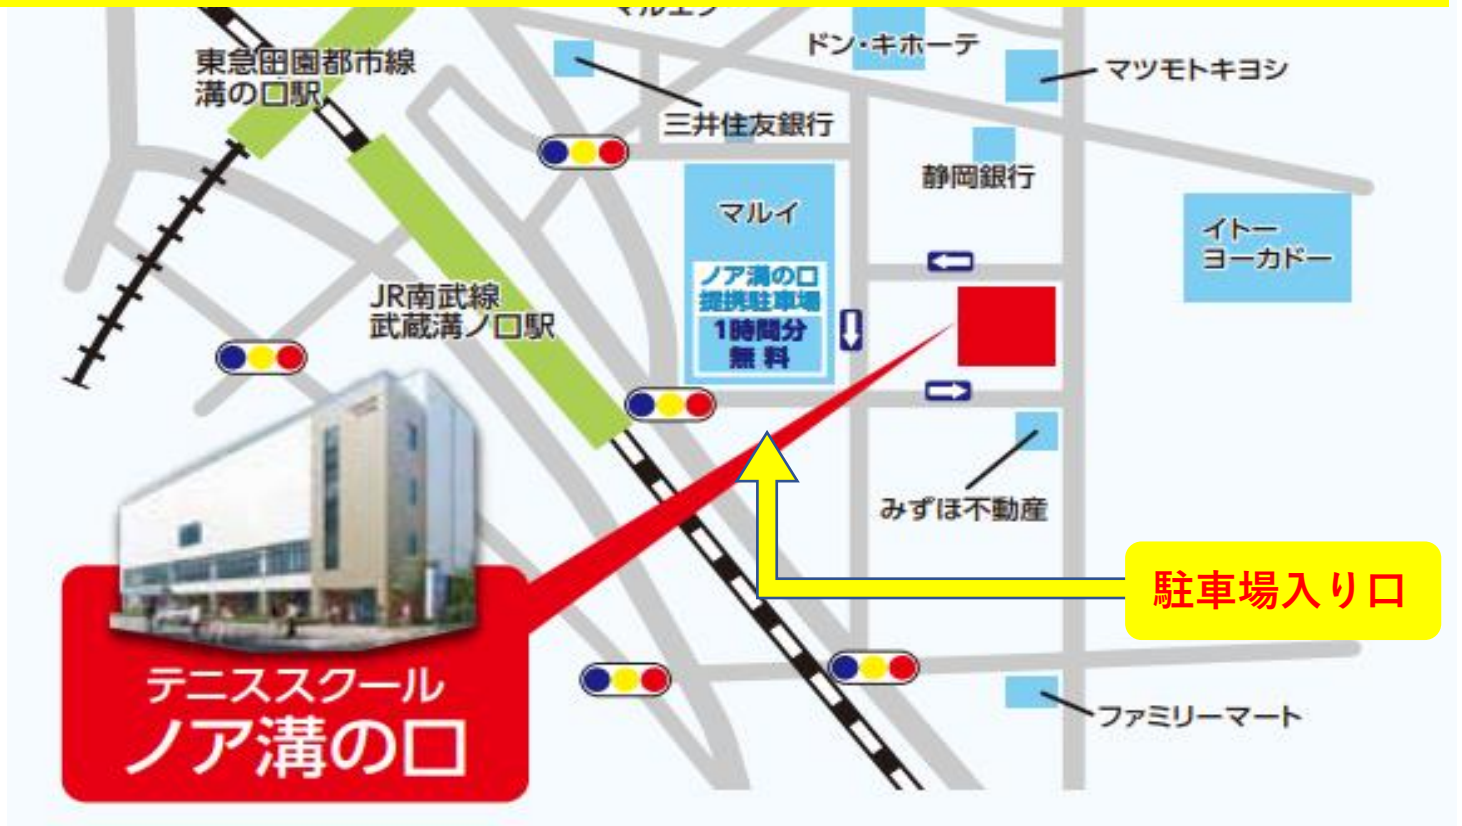 マルエツ
ドン・キホーテ
マツモトキヨシ
東急田園都市線
溝の口駅
三井住友銀行
静岡銀行
マルイ
イトー
ヨーカドー
ノア溝の口
提携駐車場
1時間分
無料
JR南武線
武蔵溝ノ口駅
みずほ不動産
駐車場入り口
テニススクール
ノア溝の口
ファミリーマート